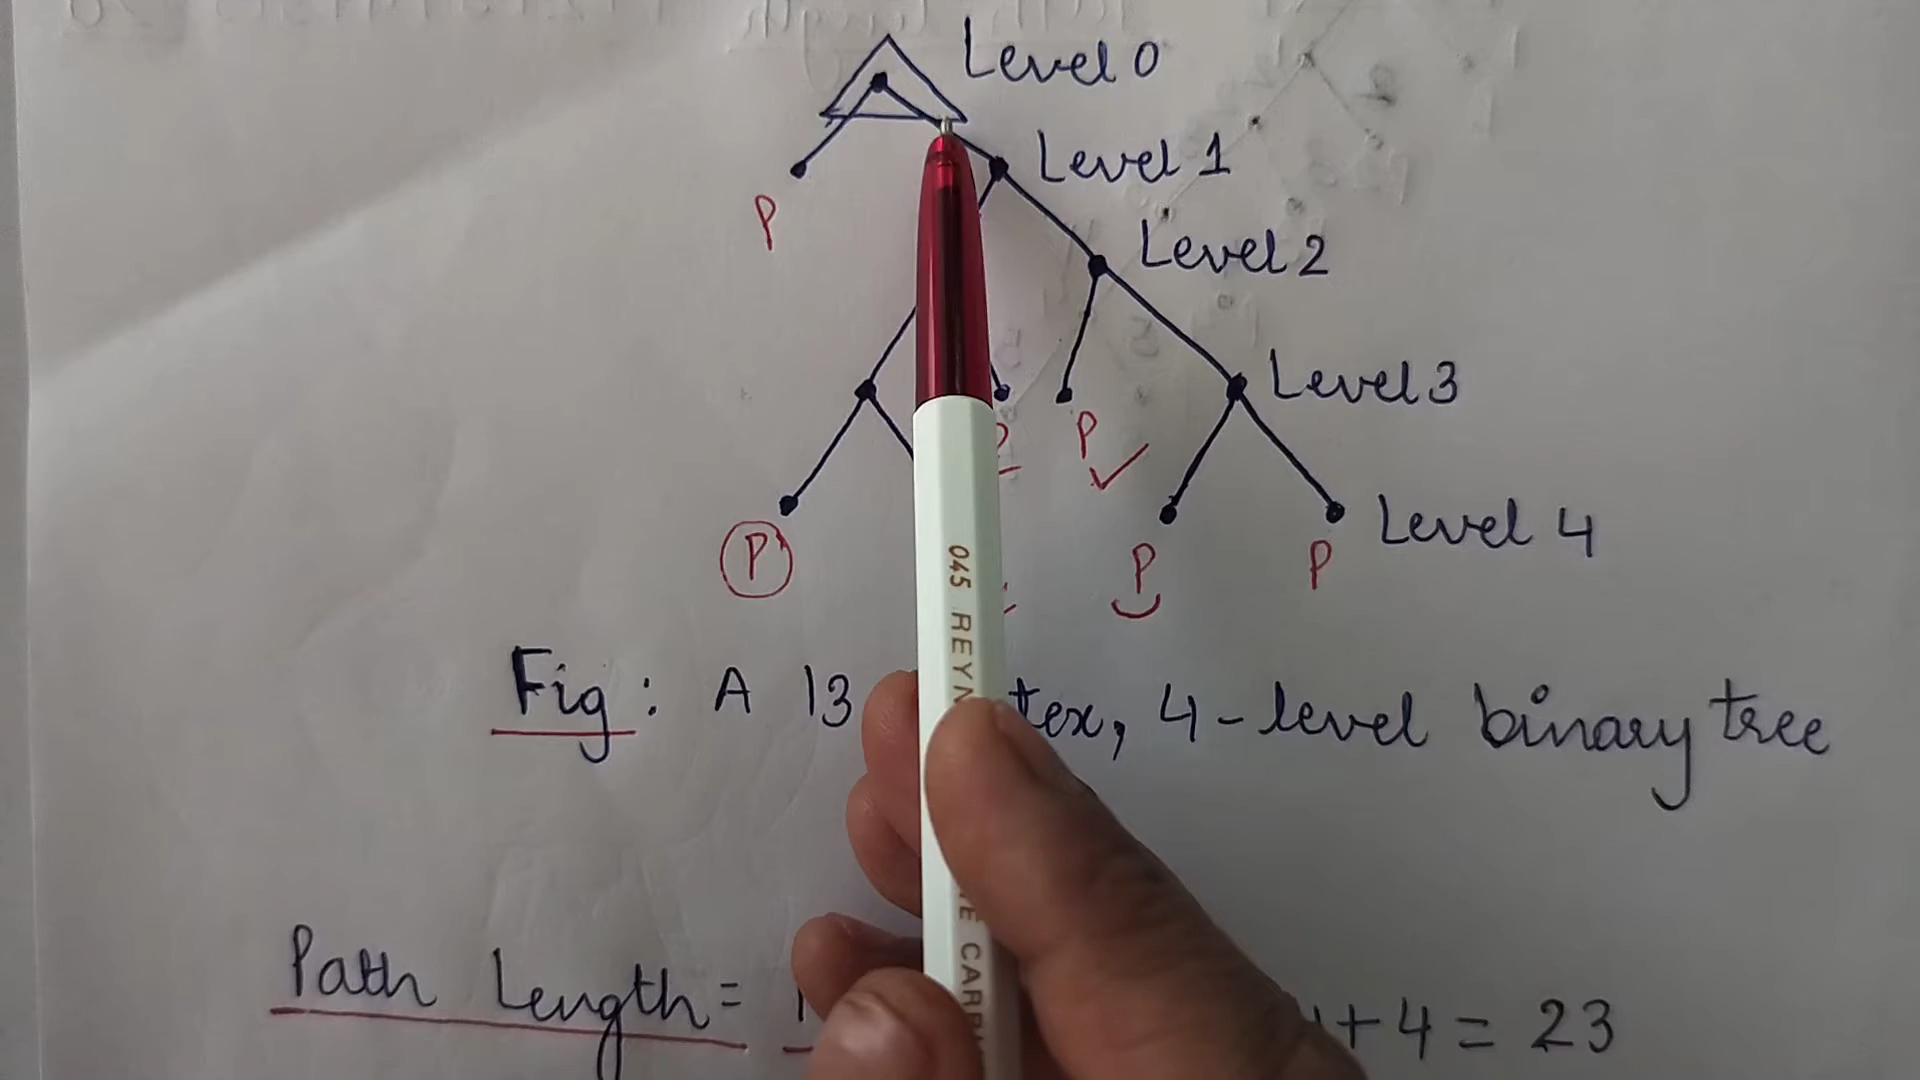 Level 0
Level 1
P
Level 2
Level 3
P
P
P
P
Level 4
Fig: A 13 tex, 4-level binary tree
Path Length = +4 = 23
045 REYN